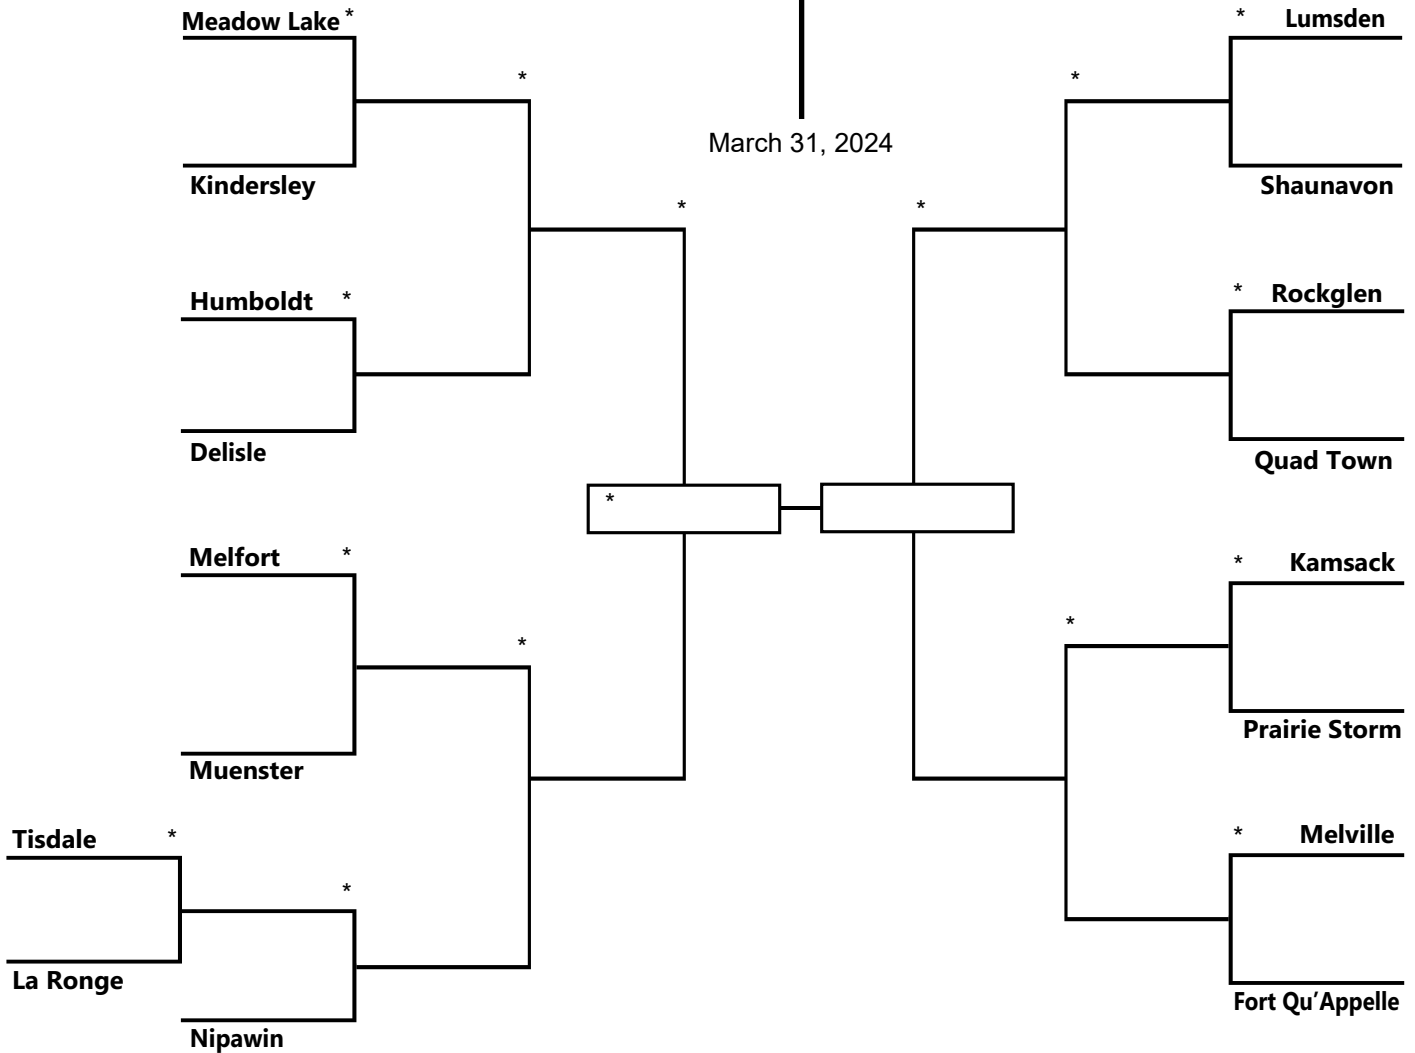 Meadow Lake *
* Lumsden
*
*
March 31, 2024
Kindersley
Shaunavon
*
*
Humboldt *
* Rockglen
Delisle
Quad Town
*
Melfort *
* Kamsack
*
*
Muenster
Prairie Storm
Tisdale *
* Melville
*
La Ronge
Fort Qu’Appelle
Nipawin